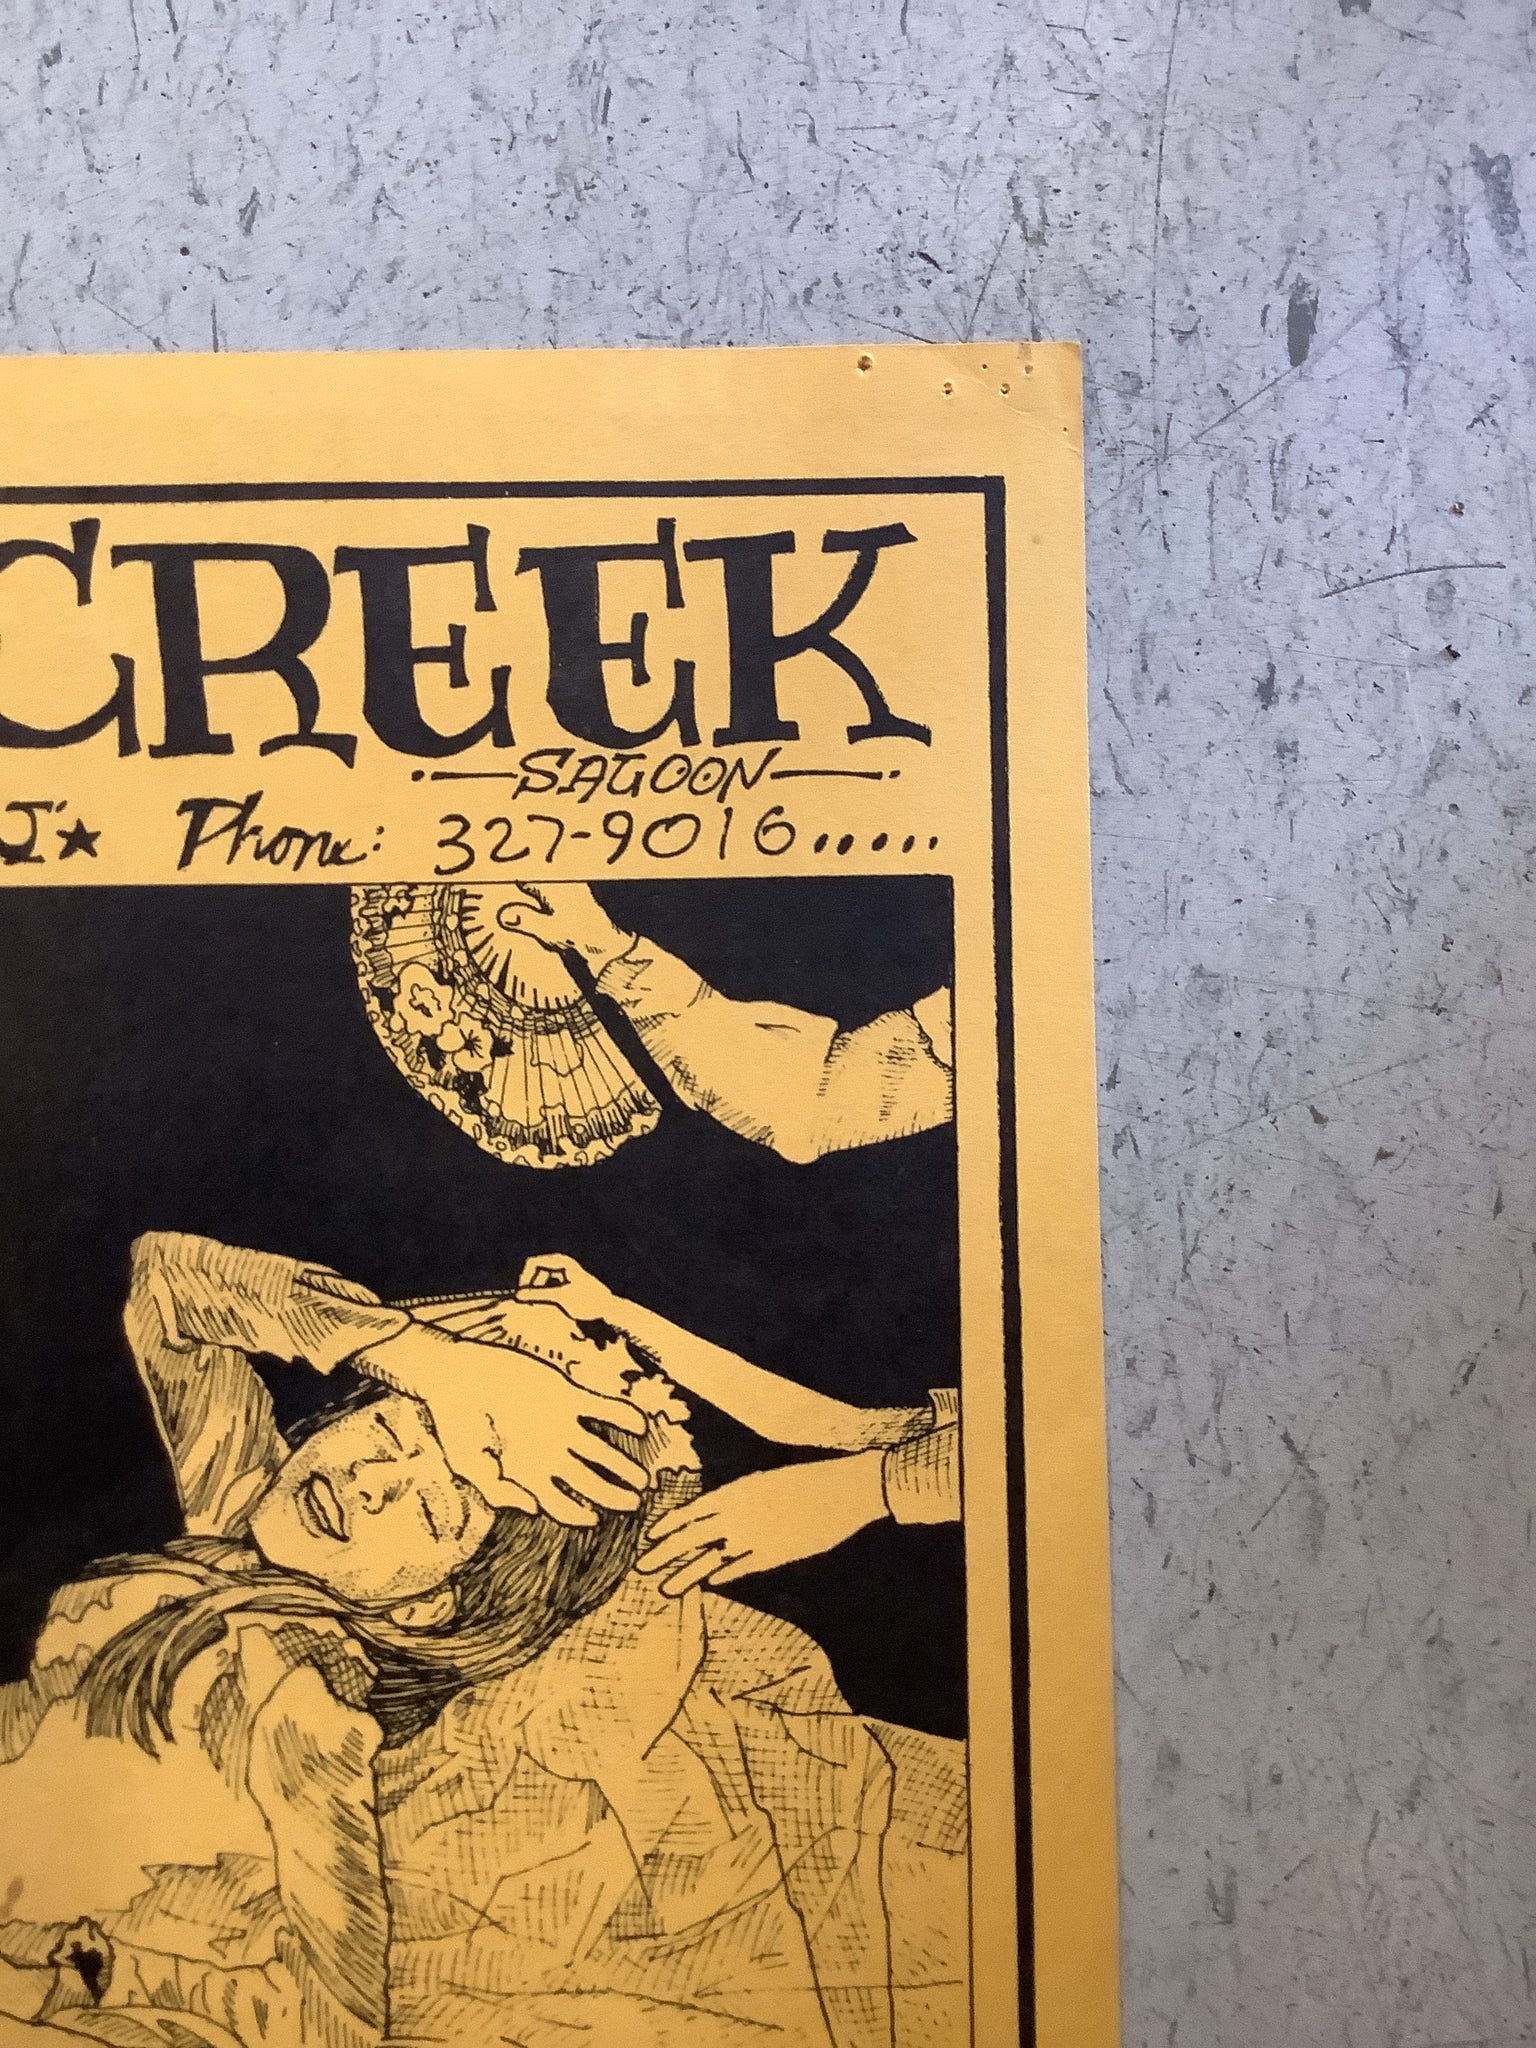 CREEK
SALOON
J★ Phone: 327-9016.....